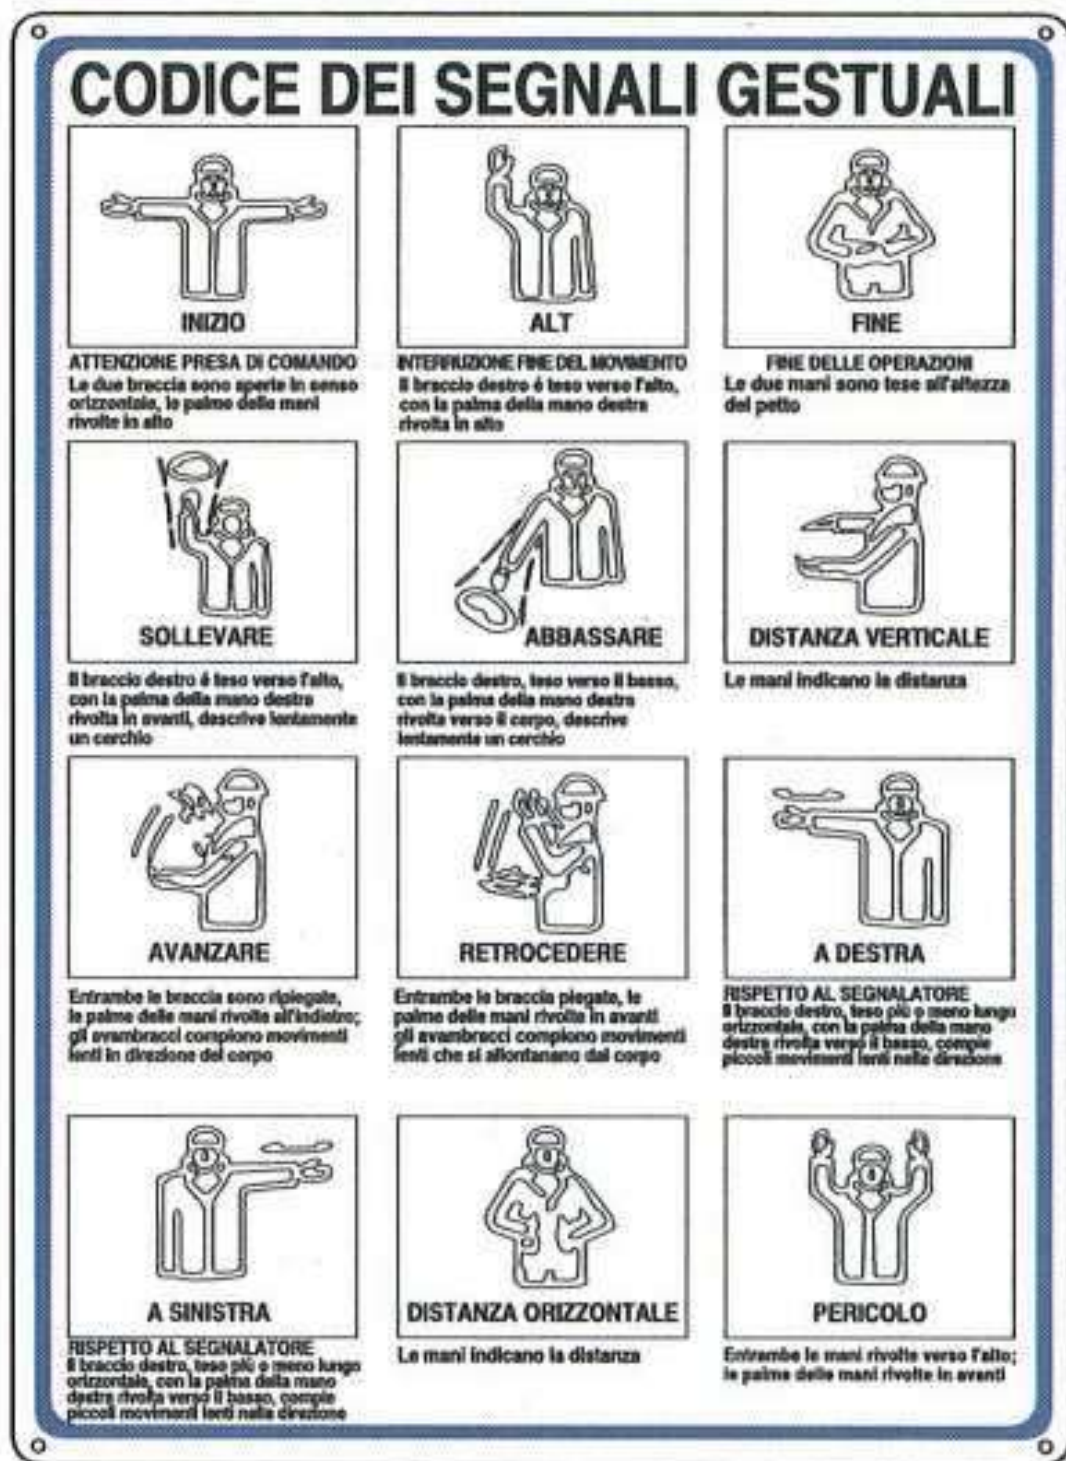 CODICE DEI SEGNALI GESTUALI
INIZIO
ATTENZIONE PRESA DI COMANDO
Le due braccia sono aperte in senso
orizzontale, le palme delle mani
rivolte in alto
ALT
INTERRUZIONE FINE DEL MOVIMENTO
Il braccio destro é teso verso l'alto,
con la palma della mano destra
rivolta in alto
FINE
FINE DELLE OPERAZIONI
Le due mani sono tese all'altezza
del petto
SOLLEVARE
Il braccio destro é teso verso l'alto,
con la palma della mano destra
rivolta in avanti, descrive lentamente
un cerchio
ABBASSARE
Il braccio destro, teso verso il basso,
con la palma della mano destra
rivolta verso il corpo, descrive
lentamente un cerchio
DISTANZA VERTICALE
Le mani indicano la distanza
AVANZARE
Entrambe le braccia sono ripiegate,
le palme delle mani rivolte all'indietro;
gli avambracci compiono movimenti
lenti in direzione del corpo
RETROCEDERE
Entrambe le braccia piegate, le
palme delle mani rivolte in avanti
gli avambracci compiono movimenti
lenti che si allontanano dal corpo
A DESTRA
RISPETTO AL SEGNALATORE
Il braccio destro, teso più o meno lungo
orizzontale, con la palma della mano
destra rivolta verso il basso, compie
piccoli movimenti lenti nella direzione
A SINISTRA
RISPETTO AL SEGNALATORE
Il braccio destro, teso più o meno lungo
orizzontale, con la palma della mano
destra rivolta verso il basso, compie
piccoli movimenti lenti nella direzione
DISTANZA ORIZZONTALE
Le mani indicano la distanza
PERICOLO
Entrambe le mani rivolte verso l'alto;
le palme delle mani rivolte in avanti